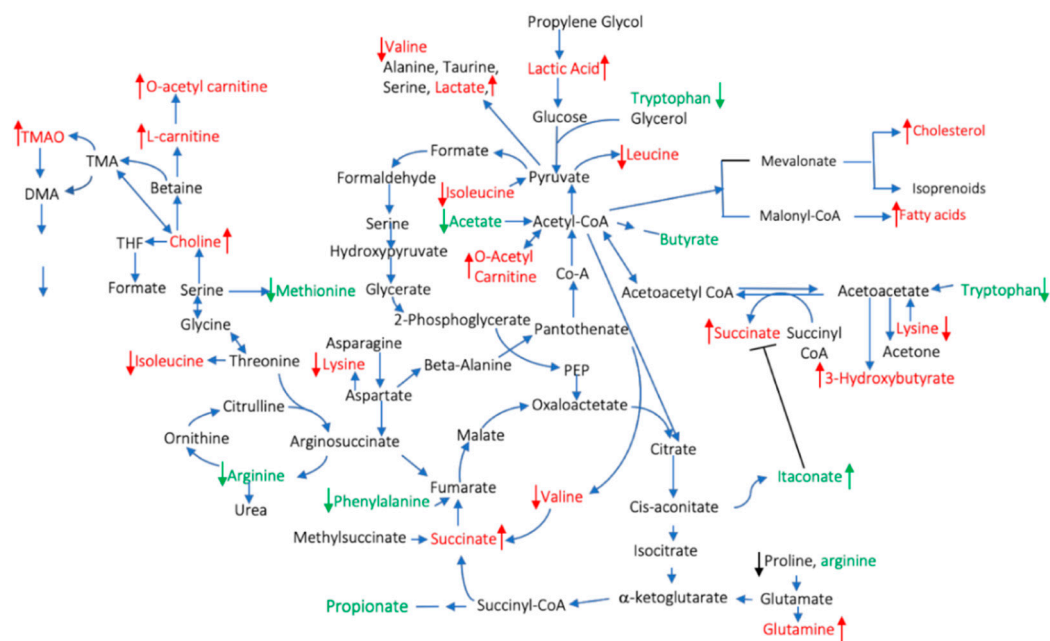 Propylene Glycol
Valine
Alanine, Taurine,
Serine, Lactate,
Lactic Acid
O-acetyl carnitine
Tryptophan
Glucose
Glycerol
TMAO
L-carnitine
Cholesterol
Formate
Leucine
TMA
Mevalonate
Formaldehyde
Pyruvate
DMA
Betaine
Isoleucine
Isoprenoids
Serine
Acetate
Acetyl-CoA
Malonyl-CoA
Fatty acids
THF
Choline
Hydroxypyruvate
Butyrate
O-Acetyl
Carnitine
Co-A
Formate
Serine
Methionine
Glycerate
Acetoacetyl CoA
Acetoacetate
Tryptophan
Glycine
2-Phosphoglycerate
Pantothenate
Succinate
Succinyl
CoA
Lysine
Asparagine
Acetone
Isoleucine
Threonine
Lysine
Beta-Alanine
PEP
3-Hydroxybutyrate
Aspartate
Citrulline
Oxaloactetate
Ornithine
Arginosuccinate
Malate
Citrate
Arginine
Itaconate
Fumarate
Phenylalanine
Valine
Urea
Cis-aconitate
Methylsuccinate
Succinate
Isocitrate
Proline, arginine
Propionate
Succinyl-CoA
α-ketoglutarate
Glutamate
Glutamine